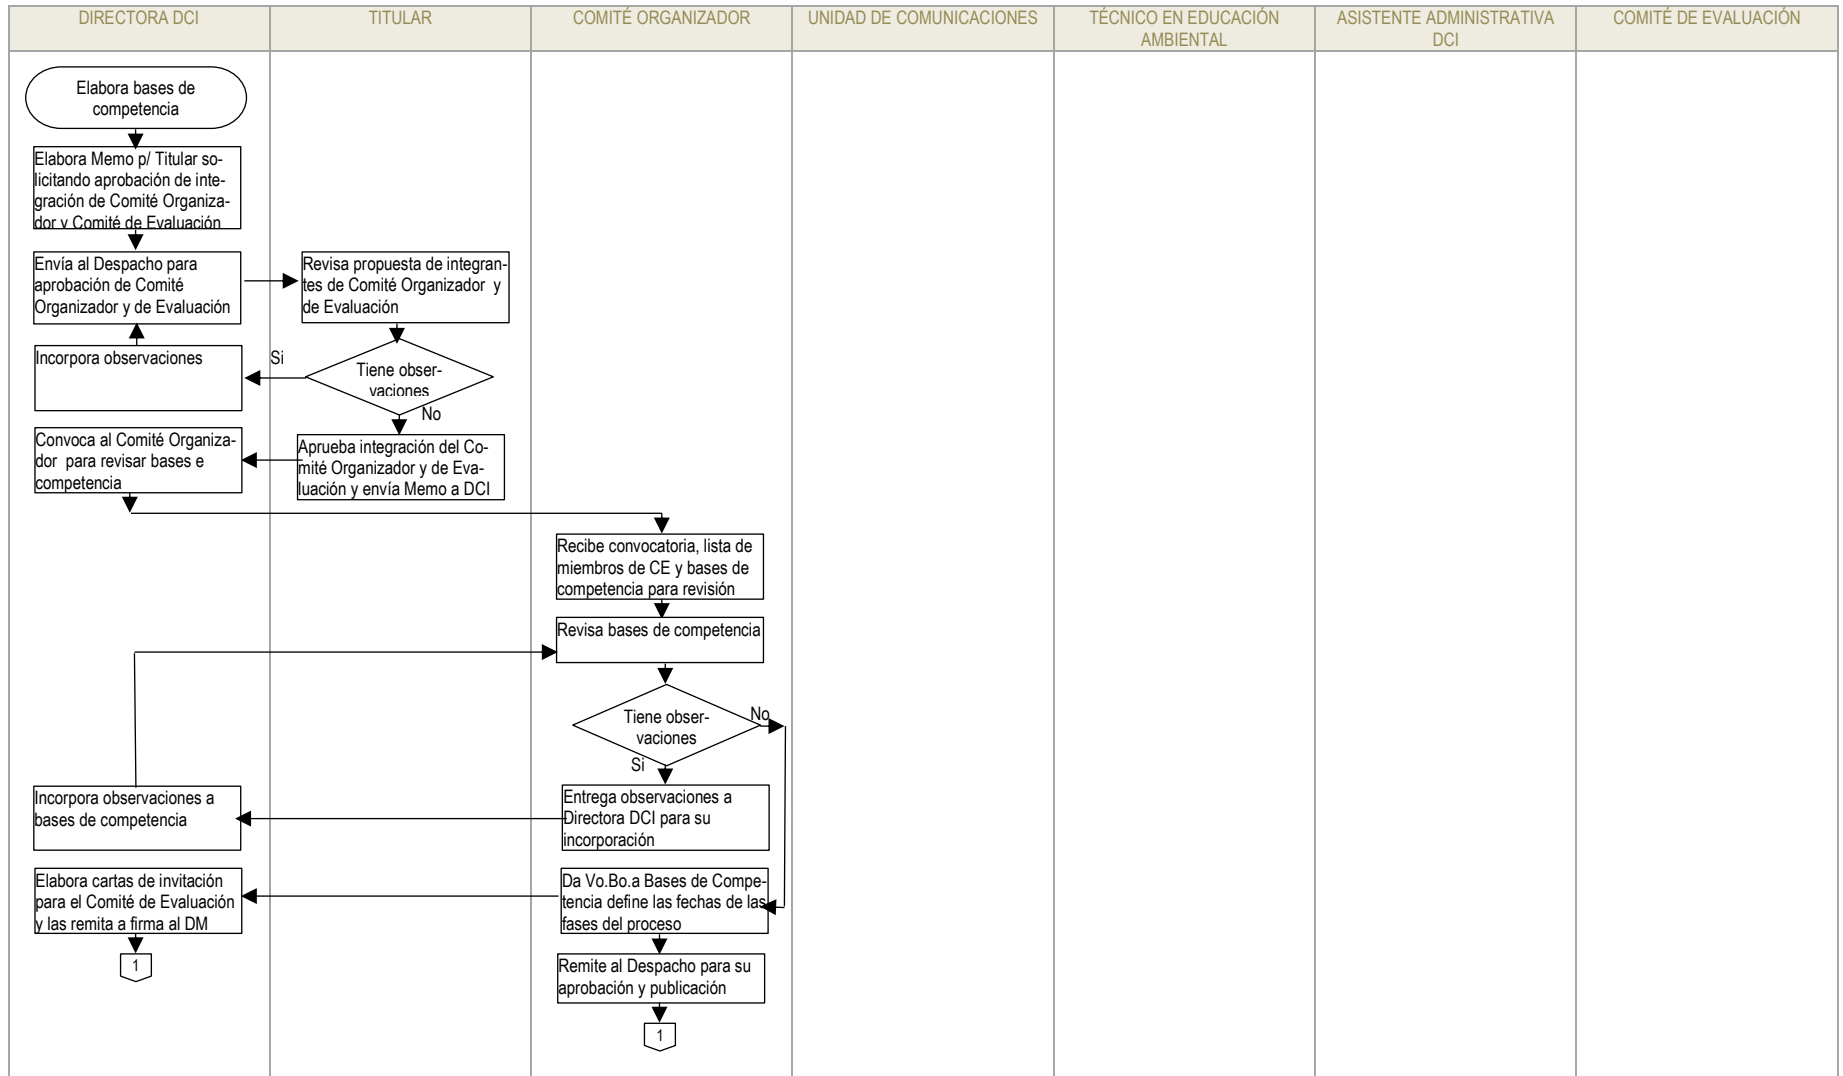 DIRECTORA DCI
TITULAR
COMITÉ ORGANIZADOR
UNIDAD DE COMUNICACIONES
TÉCNICO EN EDUCACIÓN
AMBIENTAL
ASISTENTE ADMINISTRATIVA
DCI
COMITÉ DE EVALUACIÓN
Elabora bases de
competencia
Elabora Memo p/ Titular so-
licitando aprobación de inte-
gración de Comité Organiza-
dor y Comité de Evaluación
Envía al Despacho para
aprobación de Comité
Organizador y de Evaluación
Revisa propuesta de integran-
tes de Comité Organizador y
de Evaluación
Incorpora observaciones
Si
Tiene obser-
vaciones
No
Convoca al Comité Organiza-
dor para revisar bases e
competencia
Aprueba integración del Co-
mité Organizador y de Eva-
luación y envía Memo a DCI
Recibe convocatoria, lista de
miembros de CE y bases de
competencia para revisión
Revisa bases de competencia
Tiene obser-
vaciones
No
Si
Incorpora observaciones a
bases de competencia
Entrega observaciones a
Directora DCI para su
incorporación
Elabora cartas de invitación
para el Comité de Evaluación
y las remita a firma al DM
Da Vo.Bo.a Bases de Compe-
tencia define las fechas de las
fases del proceso
1
Remite al Despacho para su
aprobación y publicación
1